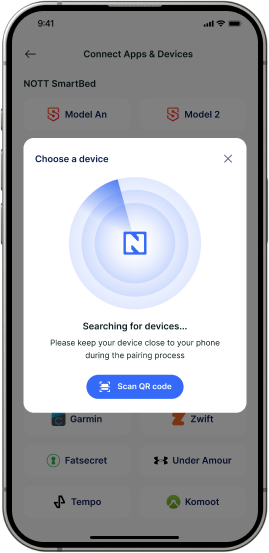 9:41
Connect Apps & Devices
NOTT SmartBed
Model An
Model 2
Choose a device
N
Searching for devices...
Please keep your device close to your phone
during the pairing process
Scan QR code
Garmin
Zwift
Fatsecret
Under Amour
Tempo
Komoot